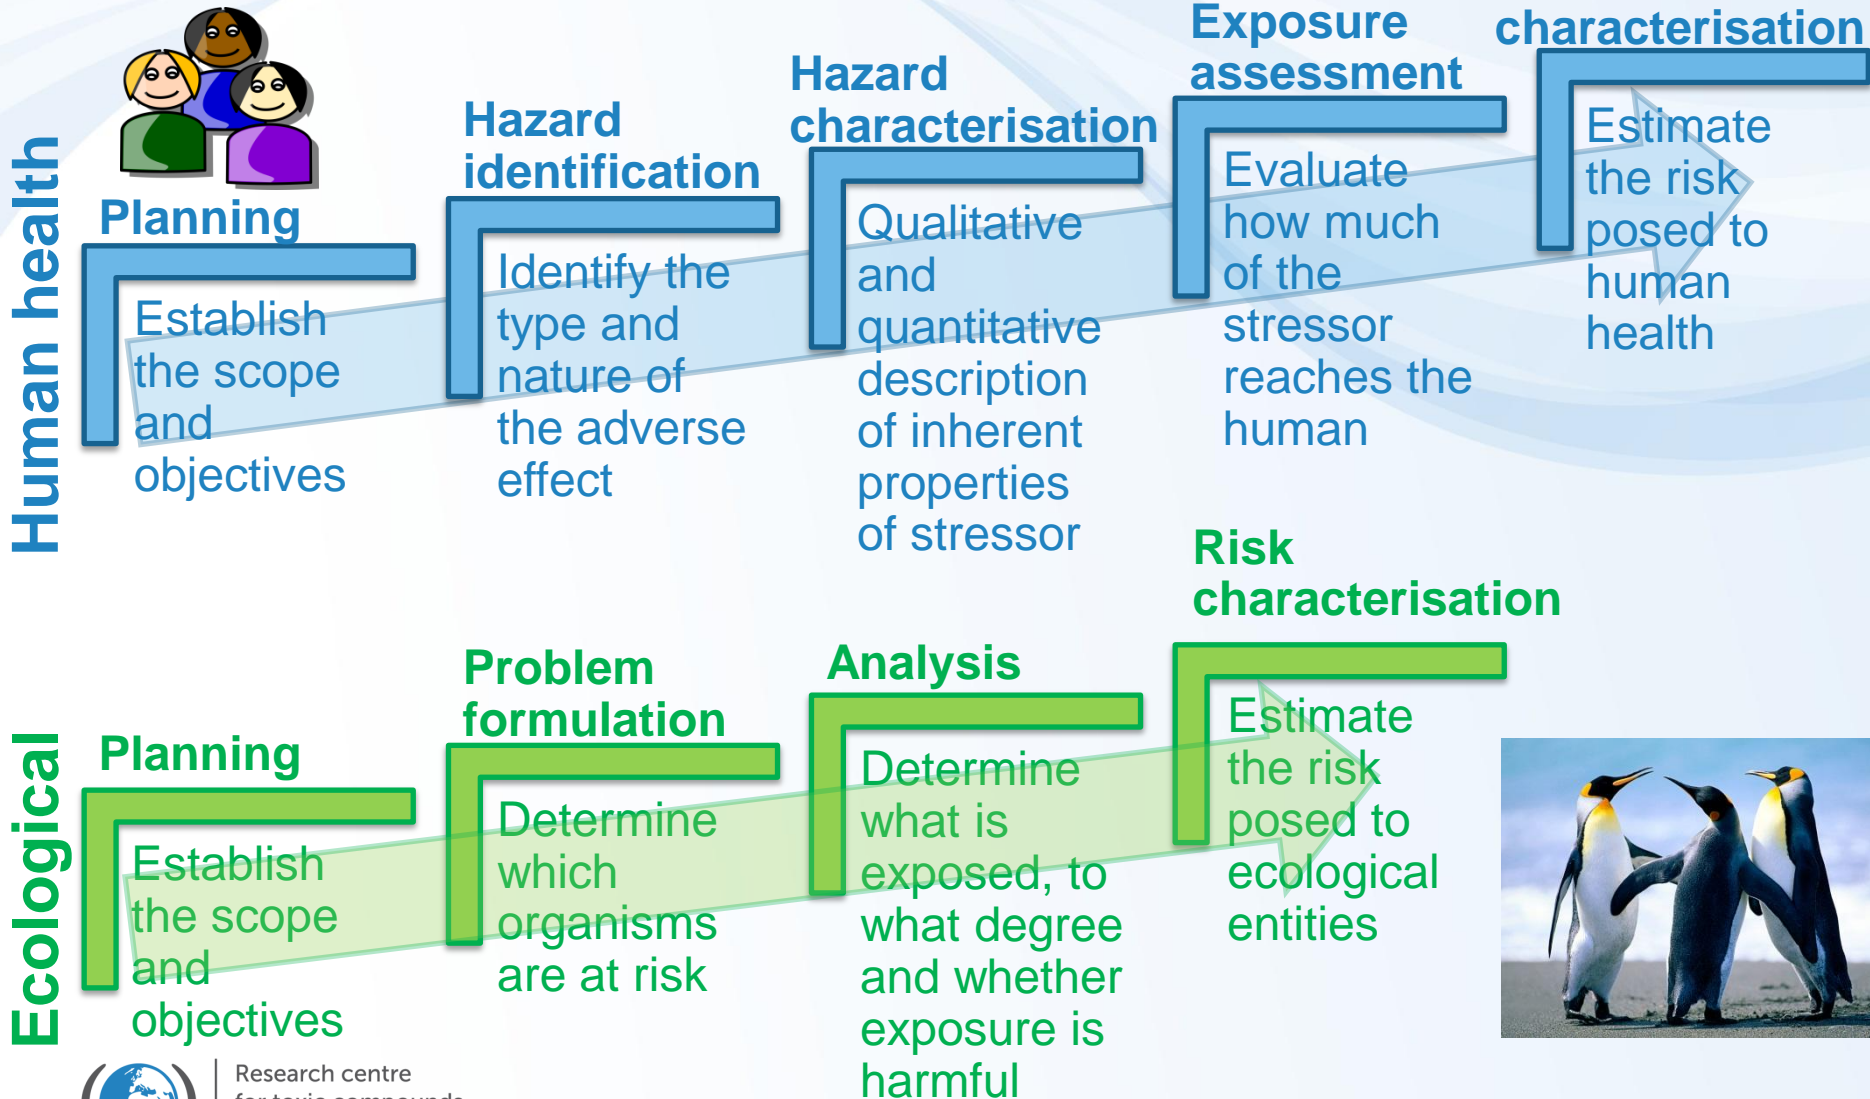 Human health
Planning
Establish
the scope
and
objectives
Hazard
identification
Identify the
type and
nature of
the adverse
effect
Hazard
characterisation
Qualitative
and
quantitative
description
of inherent
properties
of stressor
Exposure
assessment
Evaluate
how much
of the
stressor
reaches the
human
characterisation
Estimate
the risk
posed to
human
health
Ecological
Planning
Establish
the scope
and
objectives
Problem
formulation
Determine
which
organisms
are at risk
Analysis
Determine
what is
exposed, to
what degree
and whether
exposure is
harmful
Risk
characterisation
Estimate
the risk
posed to
ecological
entities
Research centre
for toxic compounds